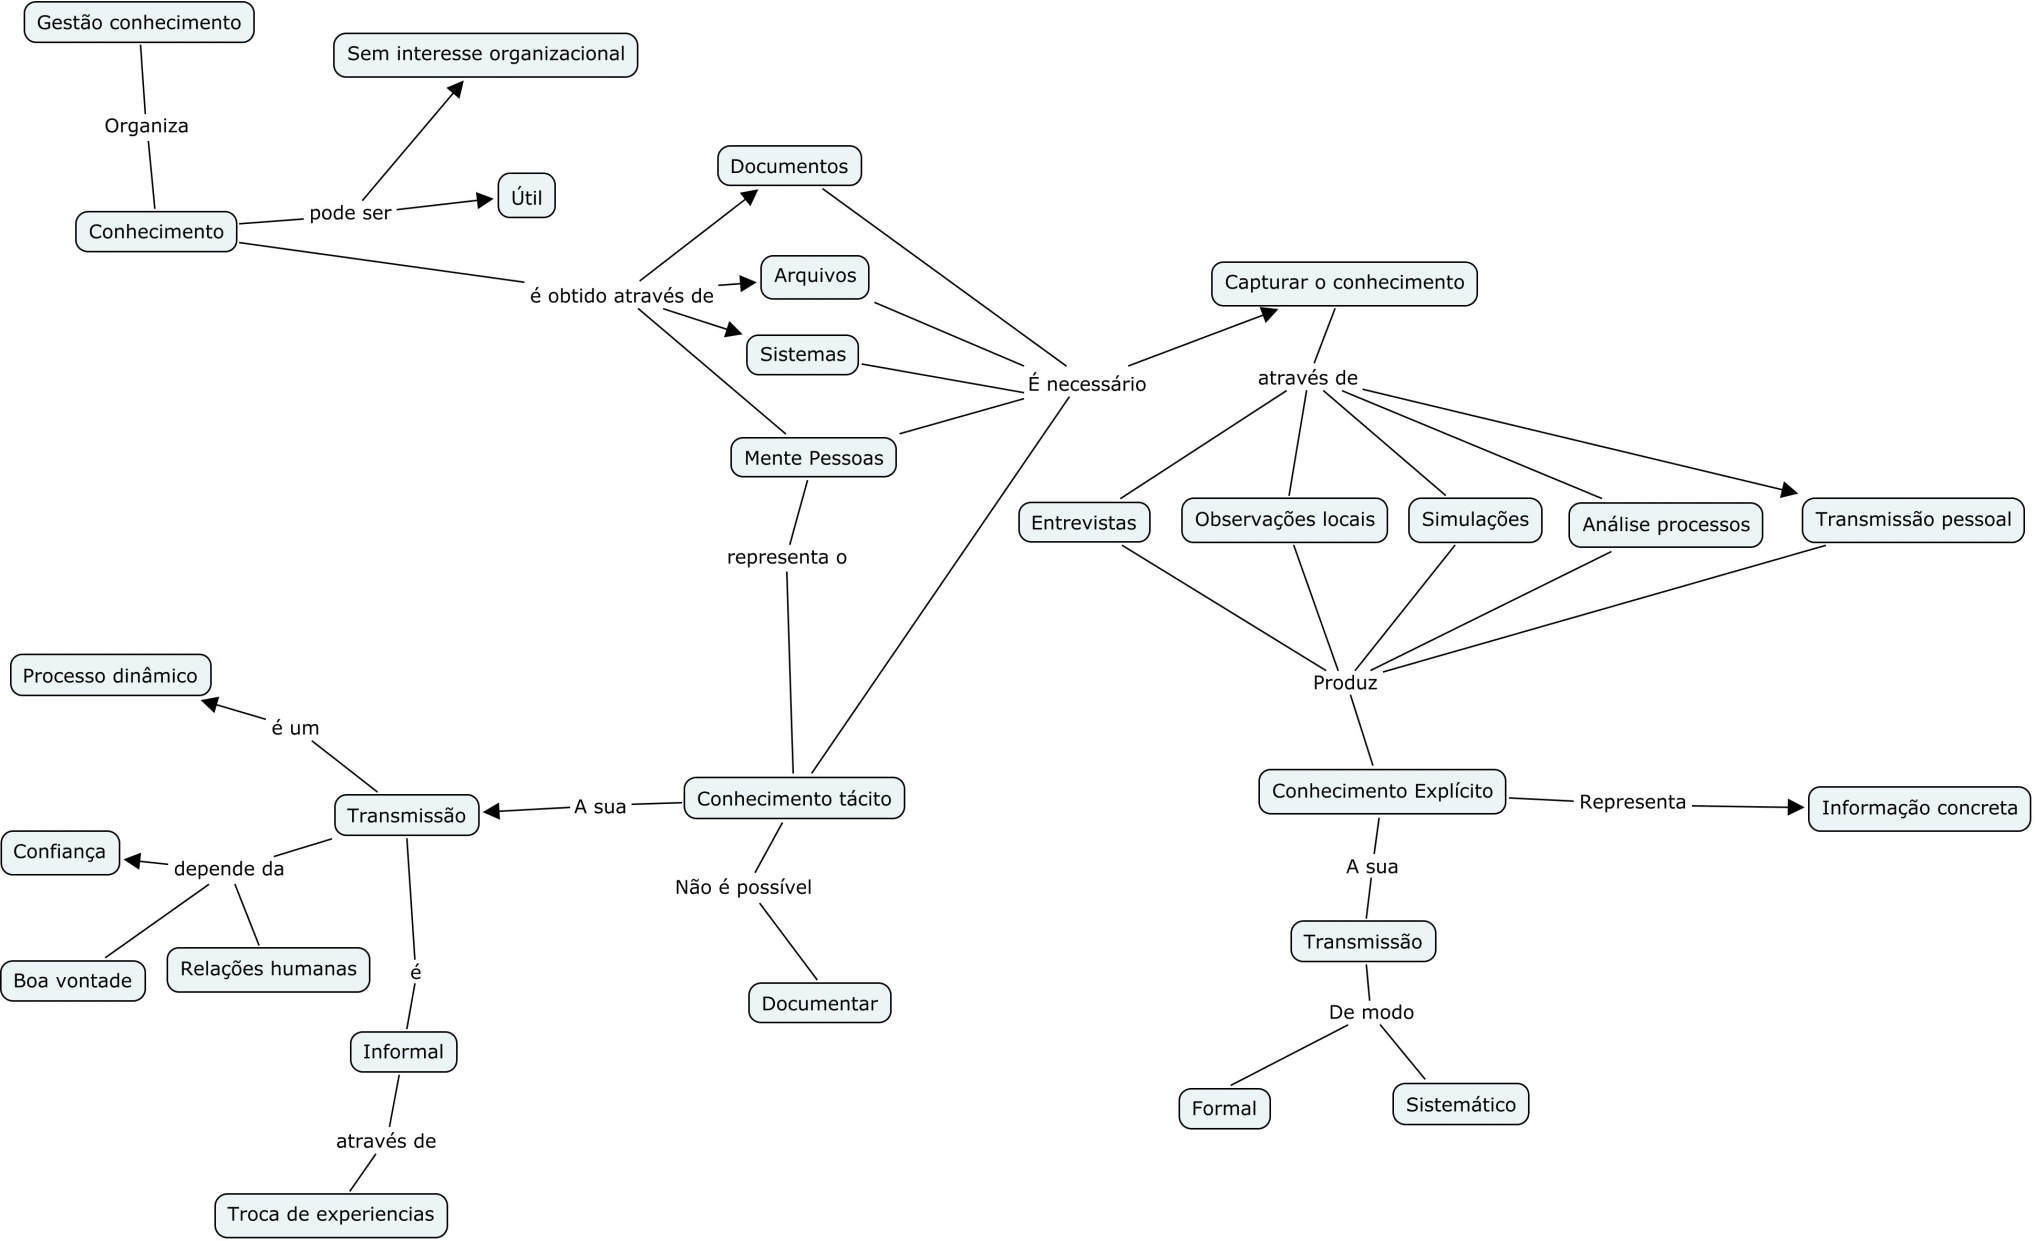 Gestão conhecimento
Sem interesse organizacional
Organiza
Documentos
Útil
pode ser
Conhecimento
Arquivos
Capturar o conhecimento
é obtido através de
Sistemas
É necessário
através de
Mente Pessoas
Entrevistas
Observações locais
Simulações
Análise processos
Transmissão pessoal
representa o
Processo dinâmico
Produz
é um
Conhecimento Explícito
Representa
Informação concreta
Conhecimento tácito
A sua
Transmissão
Confiança
depende da
A sua
Não é possível
Transmissão
Relações humanas
é
Boa vontade
Documentar
De modo
Informal
Formal
Sistemático
através de
Troca de experiencias